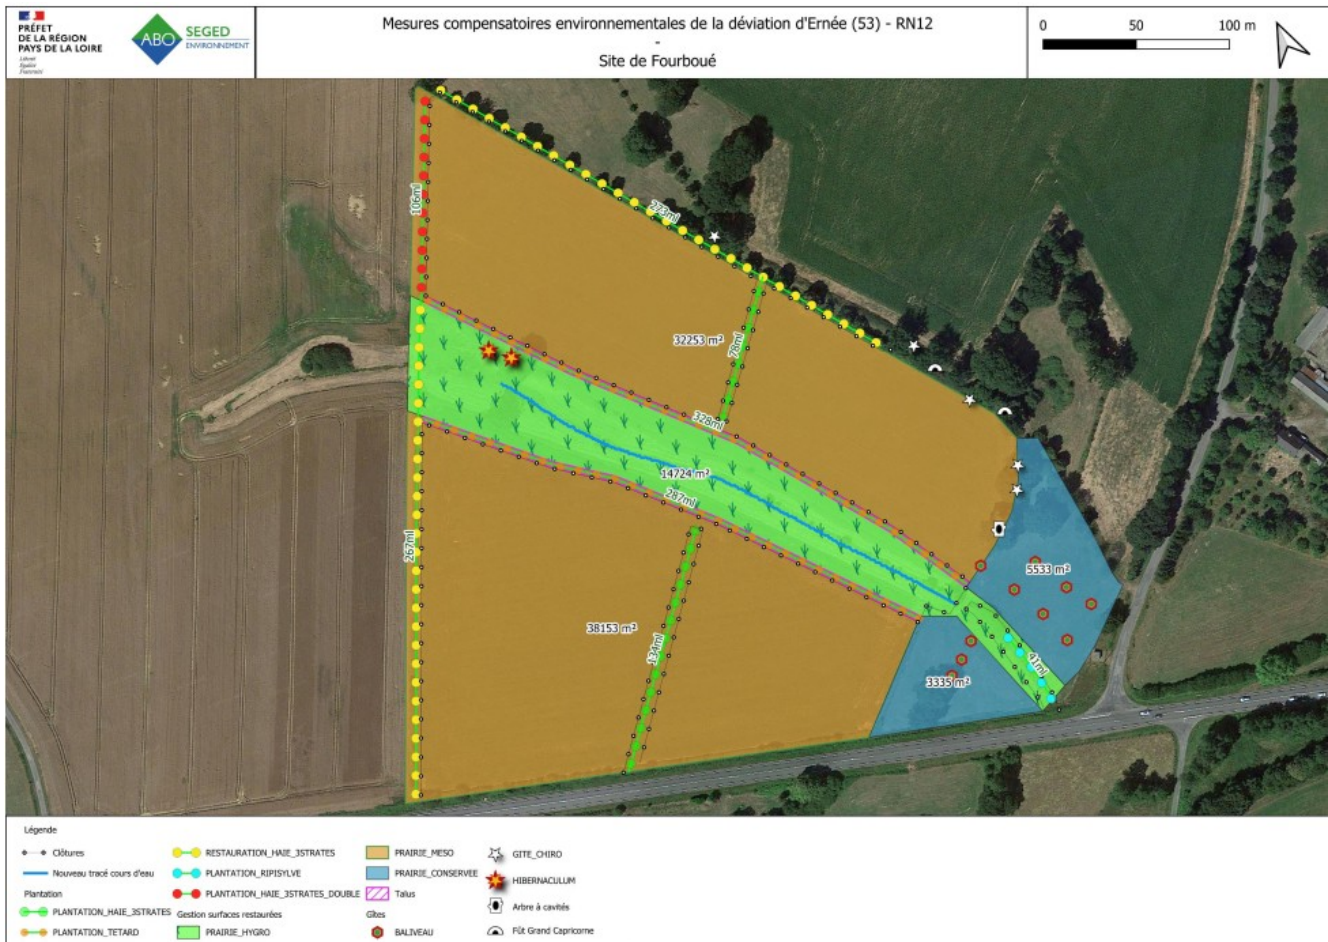 PRÉFET
DE LA RÉGION
PAYS DE LA LOIRE
Liberté
Égalité
Fraternité
ABO
SEGED
ENVIRONNEMENT
Mesures compensatoires environnementales de la déviation d'Ernée (53) - RN12
-
Site de Fourboué
0 50 100 m
106ml
273ml
32253 m²
78ml
328ml
14724 m²
287ml
267ml
5533 m²
38153 m²
134ml
41ml
3335 m²
Légende
Clôtures
Nouveau tracé cours d'eau
Plantation
PLANTATION_HAIE_3STRATES
PLANTATION_TETARD
RESTAURATION_HAIE_3STRATES
PLANTATION_RIPISYLVE
PLANTATION_HAIE_3STRATES_DOUBLE
Gestion surfaces restaurées
PRAIRIE_HYGRO
PRAIRIE_MESO
PRAIRIE_CONSERVEE
Talus
Gîtes
BALIVEAU
GITE_CHIRO
HIBERNACULUM
Arbre à cavités
Fût Grand Capricorne